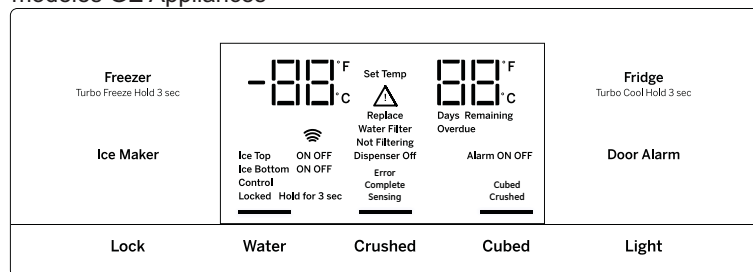 modèles GE Appliances
Freezer
Turbo Freeze Hold 3 sec
Ice Maker
-88 °F
°C
Set Temp
Replace
Water Filter
Not Filtering
Dispenser Off
Error
Complete
Sensing
88 °F
°C
Days Remaining
Overdue
Ice Top ON OFF
Ice Bottom ON OFF
Control
Locked Hold for 3 sec
Alarm ON OFF
Cubed
Crushed
Fridge
Turbo Cool Hold 3 sec
Door Alarm
Lock Water Crushed Cubed Light